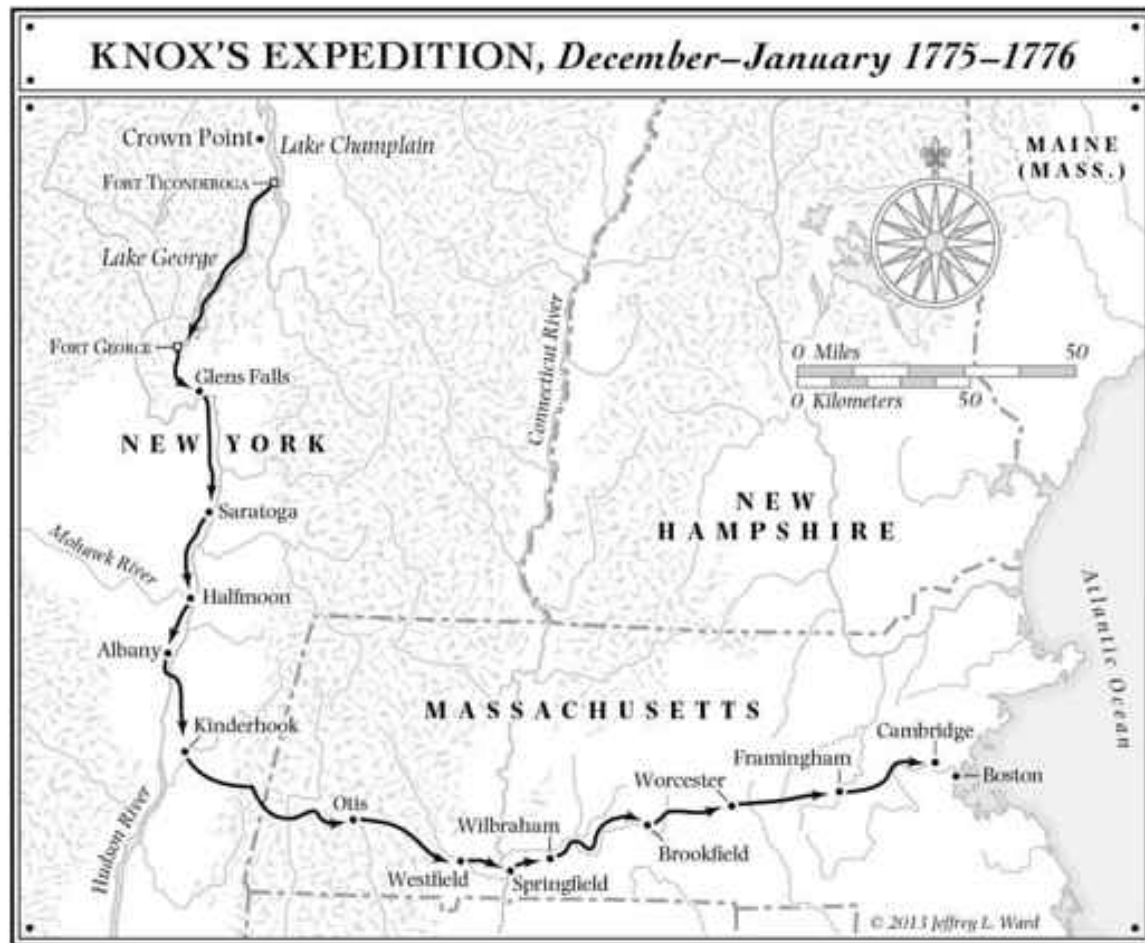 KNOX'S EXPEDITION, December–January 1775–1776
Crown Point
Lake Champlain
MAINE
(MASS.)
FORT TICONDEROGA
Lake George
FORT GEORGE
Glens Falls
Connecticut River
0 Miles 50
0 Kilometers 50
NEW YORK
Saratoga
NEW
HAMPSHIRE
Mohawk River
Halfmoon
Albany
Atlantic Ocean
MASSACHUSETTS
Kinderhook
Cambridge
Framingham
Boston
Worcester
Otis
Wilbraham
Brookfield
Hudson River
Westfield
Springfield
© 2013 Jeffrey L. Ward